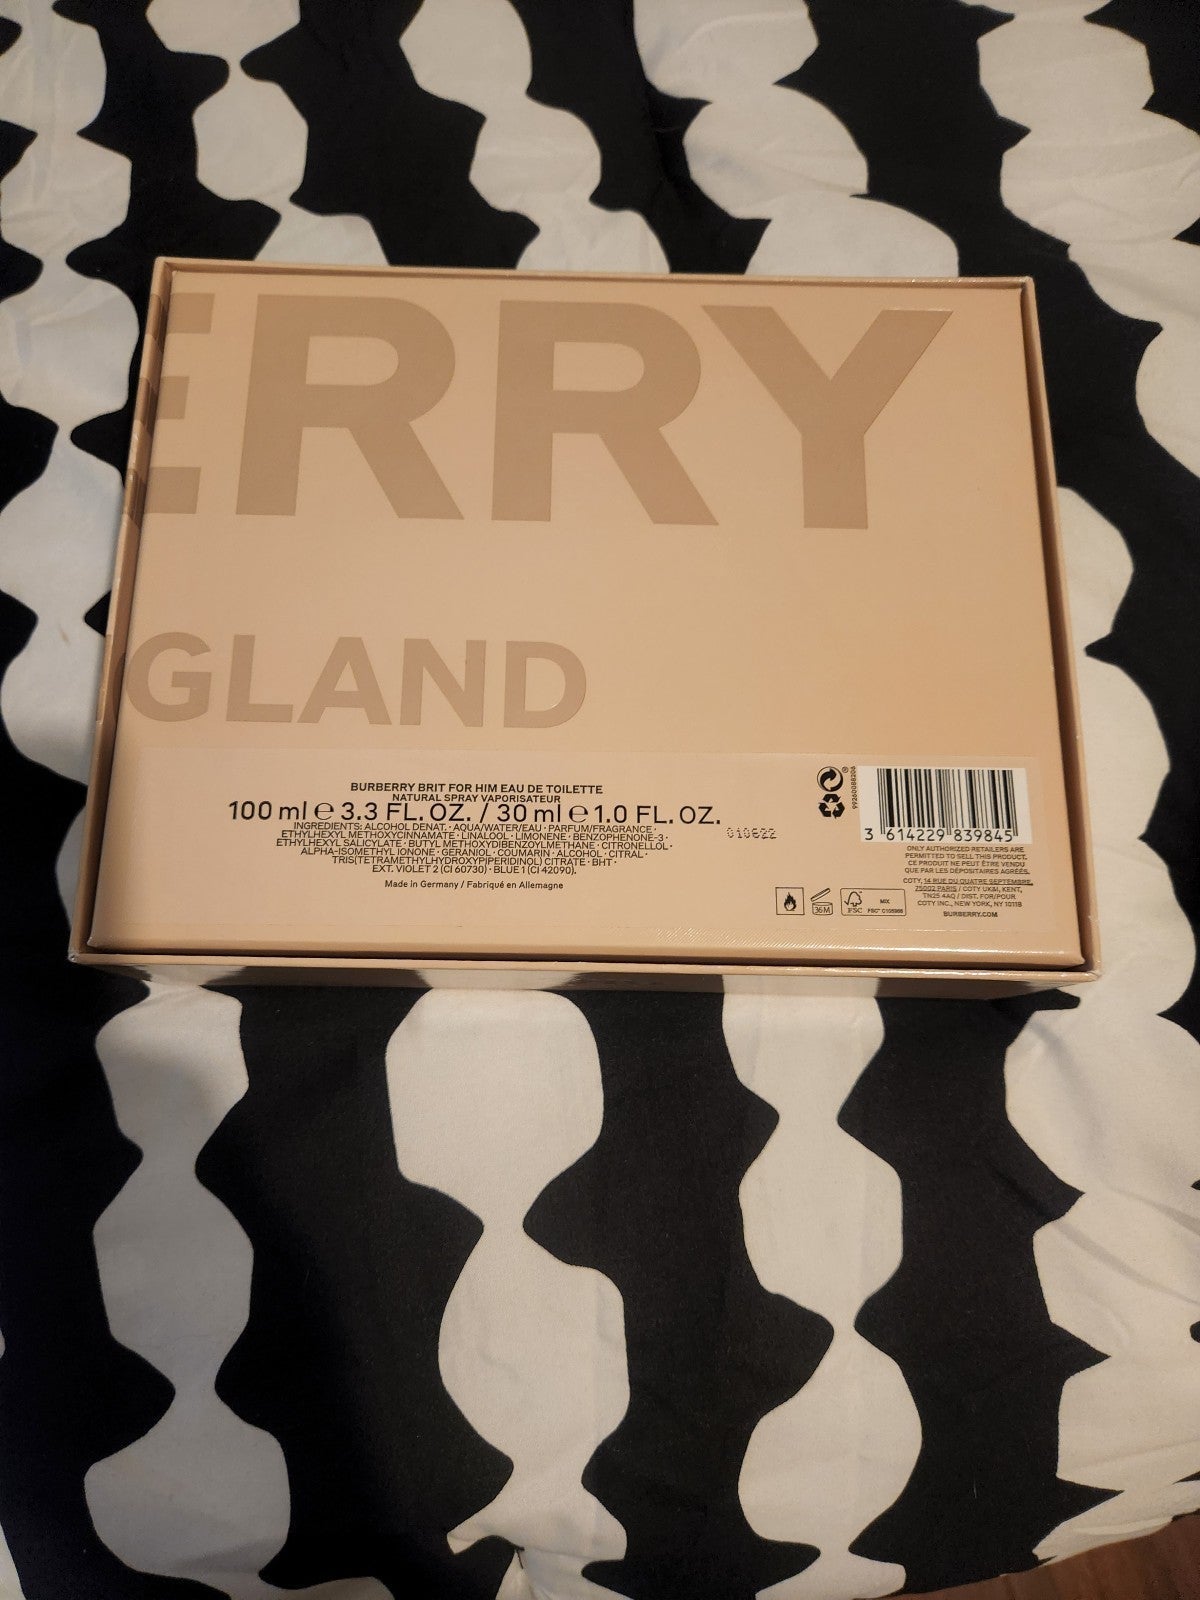 ERRY
GLAND
BURBERRY BRIT FOR HIM EAU DE TOILETTE
NATURAL SPRAY VAPORISATEUR
100 ml e 3.3 FL. OZ. / 30 ml e 1.0 FL. OZ.
INGREDIENTS: ALCOHOL DENAT. · AQUA/WATER/EAU · PARFUM/FRAGRANCE ·
ETHYLHEXYL METHOXYCINNAMATE · LINALOOL · LIMONENE · BENZOPHENONE-3 ·
ETHYLHEXYL SALICYLATE · BUTYL METHOXYDIBENZOYLMETHANE · CITRONELLOL ·
ALPHA-ISOMETHYL IONONE · GERANIOL · COUMARIN · ALCOHOL · CITRAL ·
TRIS(TETRAMETHYLHYDROXYPIPERIDINOL) CITRATE · BHT ·
EXT. VIOLET 2 (CI 60730) · BLUE 1 (CI 42090).
Made in Germany / Fabriqué en Allemagne
010622
3 614229 839845
ONLY AUTHORIZED RETAILERS ARE
PERMITTED TO SELL THIS PRODUCT.
CE PRODUIT NE PEUT ÊTRE VENDU
QUE PAR LES DÉPOSITAIRES AGRÉÉS.
COTY, 14 RUE DU QUATRE SEPTEMBRE,
75002 PARIS / COTY UK&I, KENT,
TN25 4AQ / DIST. FOR/POUR
COTY INC., NEW YORK, NY 10118
BURBERRY.COM
36M
FSC
MIX